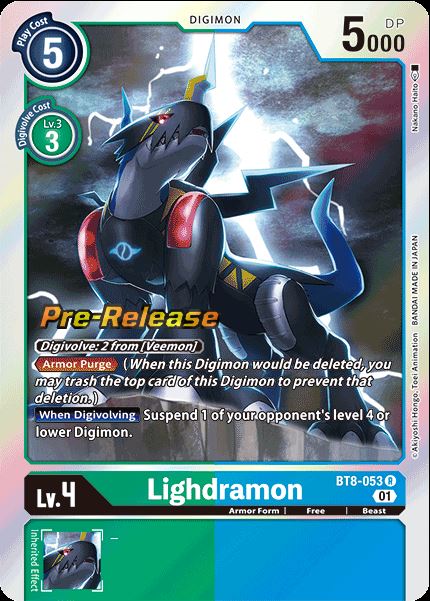 Play Cost
5
DIGIMON
DP
5000
Digivolve Cost
Lv.3
3
Nakano Haito
©Akiyoshi Hongo, Toei Animation BANDAI MADE IN JAPAN
Pre-Release
Digivolve: 2 from [Veemon]
Armor Purge (When this Digimon would be deleted, you
may trash the top card of this Digimon to prevent that
deletion.)
When Digivolving Suspend 1 of your opponent's level 4 or
lower Digimon.
Lv.4
Lighdramon
BT8-053 R
01
Armor Form | Free | Beast
Inherited Effect
–